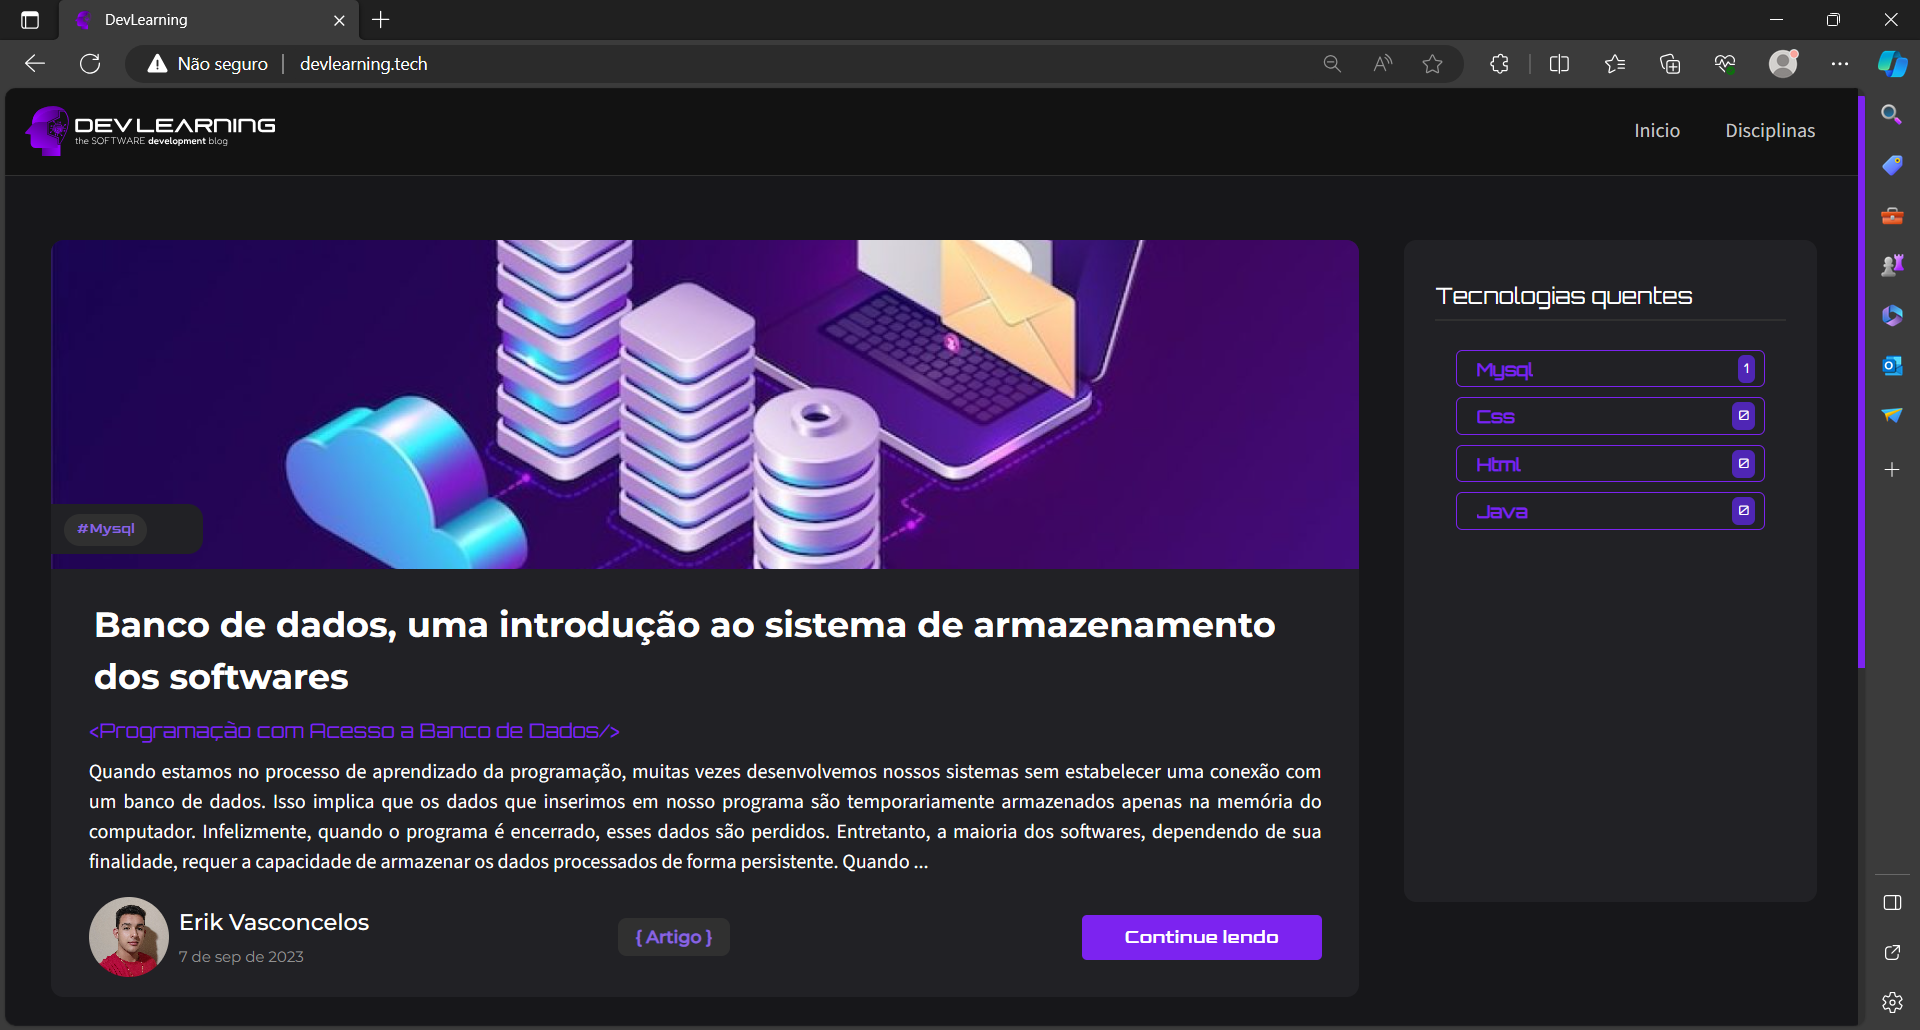 DevLearning
Não seguro
devlearning.tech
DEVLEARNING
the SOFTWARE development blog
Inicio
Disciplinas
#Mysql
Banco de dados, uma introdução ao sistema de armazenamento
dos softwares
<Programação com Acesso a Banco de Dados/>
Quando estamos no processo de aprendizado da programação, muitas vezes desenvolvemos nossos sistemas sem estabelecer uma conexão com
um banco de dados. Isso implica que os dados que inserimos em nosso programa são temporariamente armazenados apenas na memória do
computador. Infelizmente, quando o programa é encerrado, esses dados são perdidos. Entretanto, a maioria dos softwares, dependendo de sua
finalidade, requer a capacidade de armazenar os dados processados de forma persistente. Quando ...
Erik Vasconcelos
7 de sep de 2023
{ Artigo }
Continue lendo
Tecnologias quentes
Mysql 1
Css 0
Html 0
Java 0